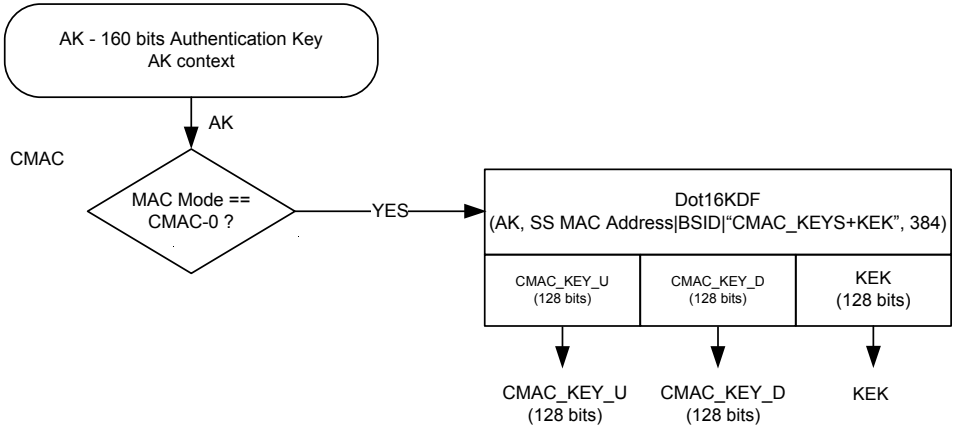 AK - 160 bits Authentication Key
AK context
AK
CMAC
MAC Mode ==
CMAC-0 ?
YES
Dot16KDF
(AK, SS MAC Address|BSID|“CMAC_KEYS+KEK”, 384)
CMAC_KEY_U
(128 bits)
CMAC_KEY_D
(128 bits)
KEK
(128 bits)
CMAC_KEY_U
(128 bits)
CMAC_KEY_D
(128 bits)
KEK